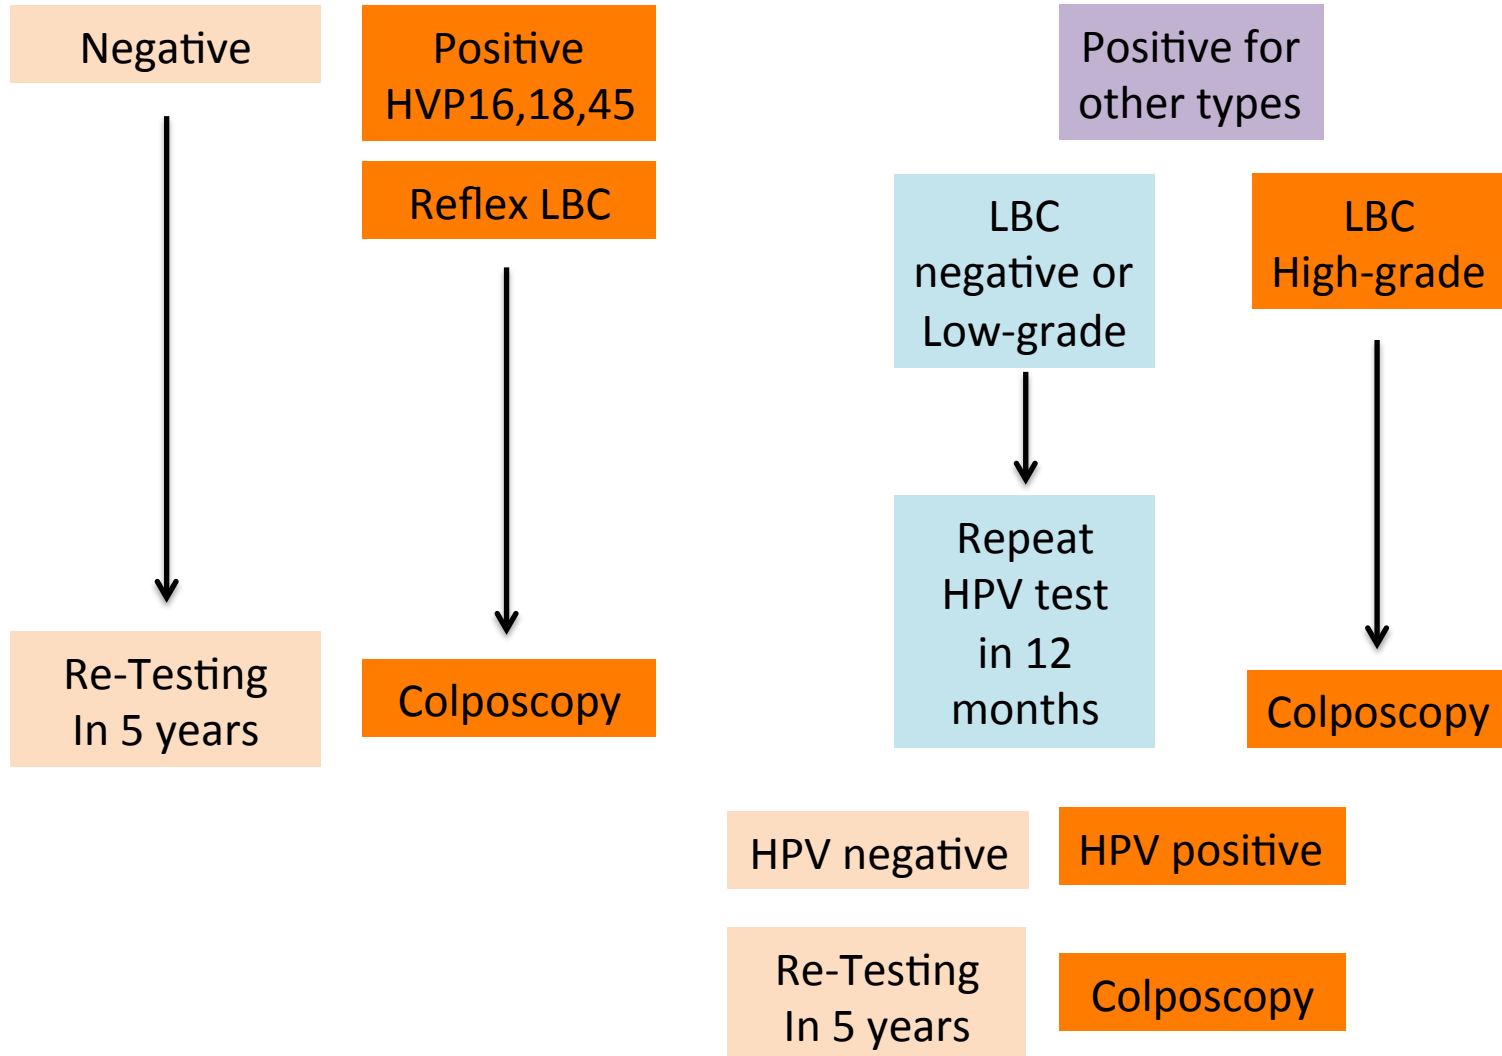 Negative
Positive
HVP16,18,45
Reflex LBC
Positive for
other types
LBC
negative or
Low-grade
LBC
High-grade
Re-Testing
In 5 years
Colposcopy
Repeat
HPV test
in 12
months
Colposcopy
HPV negative
HPV positive
Re-Testing
In 5 years
Colposcopy